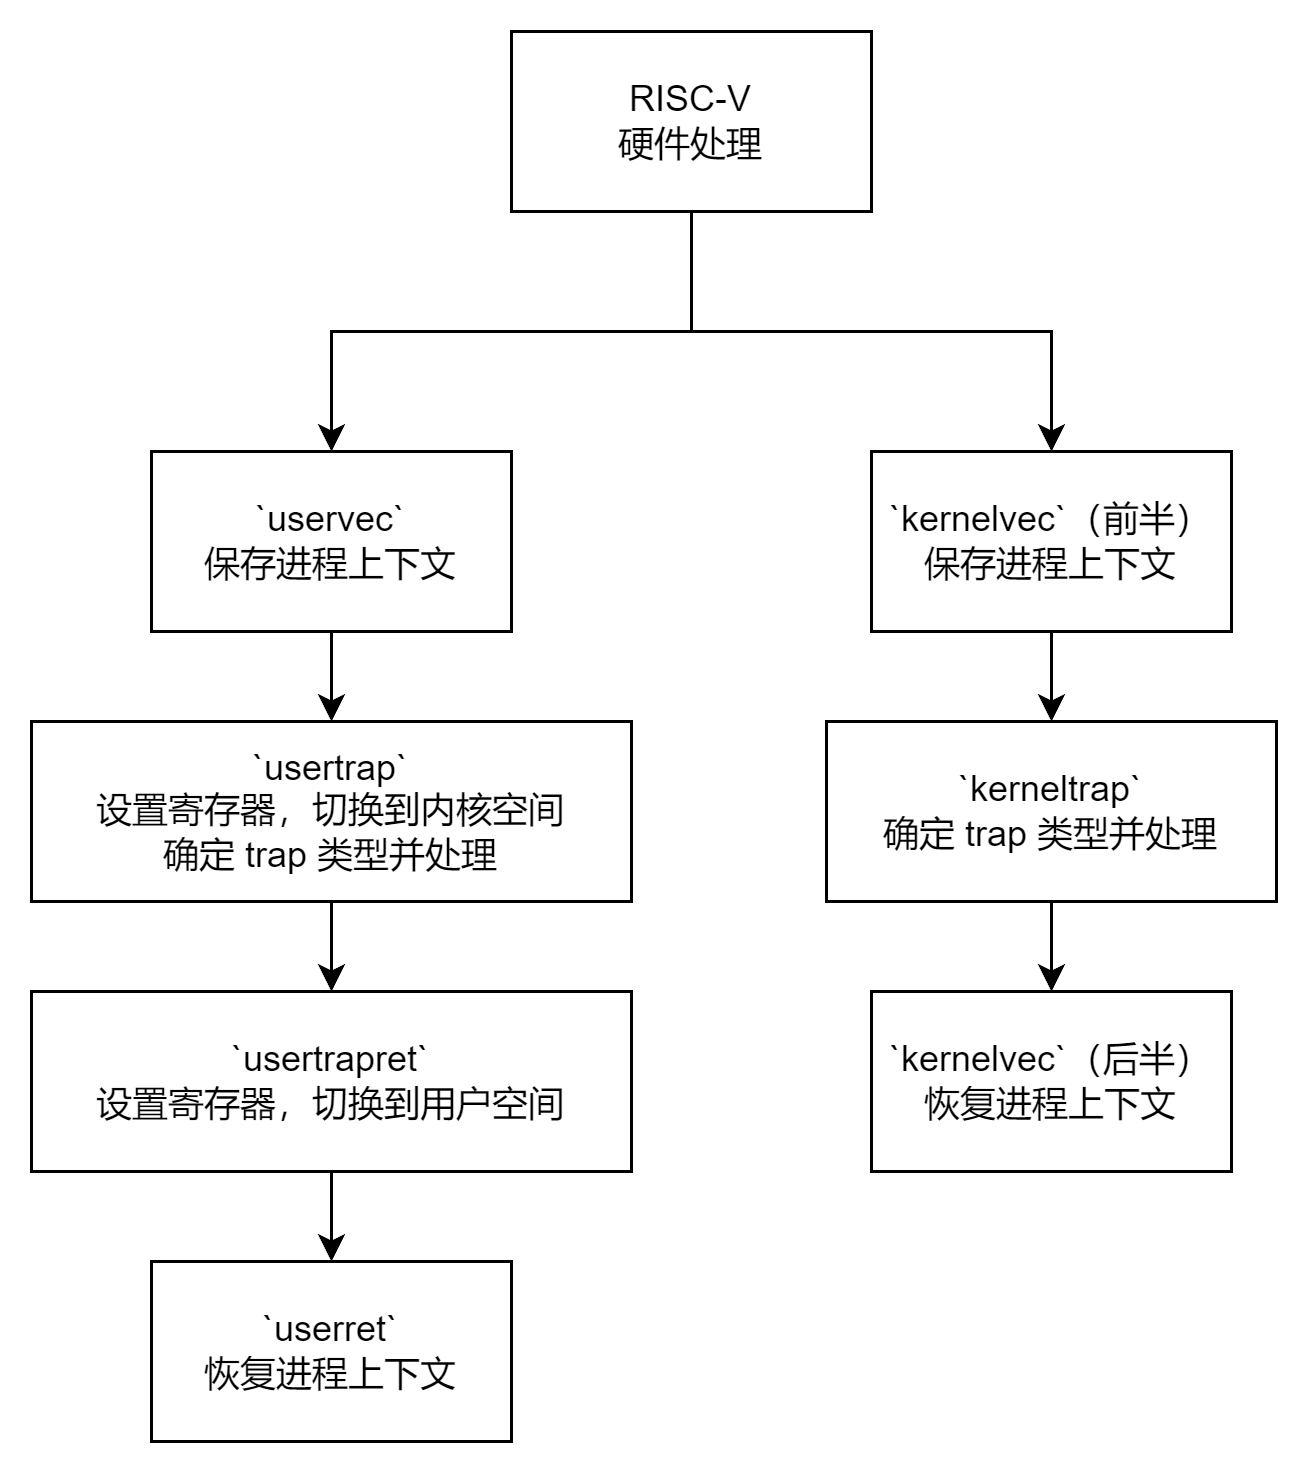 RISC-V
硬件处理
`uservec`
保存进程上下文
`kernelvec`（前半）
保存进程上下文
`usertrap`
设置寄存器，切换到内核空间
确定 trap 类型并处理
`kerneltrap`
确定 trap 类型并处理
`usertrapret`
设置寄存器，切换到用户空间
`kernelvec`（后半）
恢复进程上下文
`userret`
恢复进程上下文